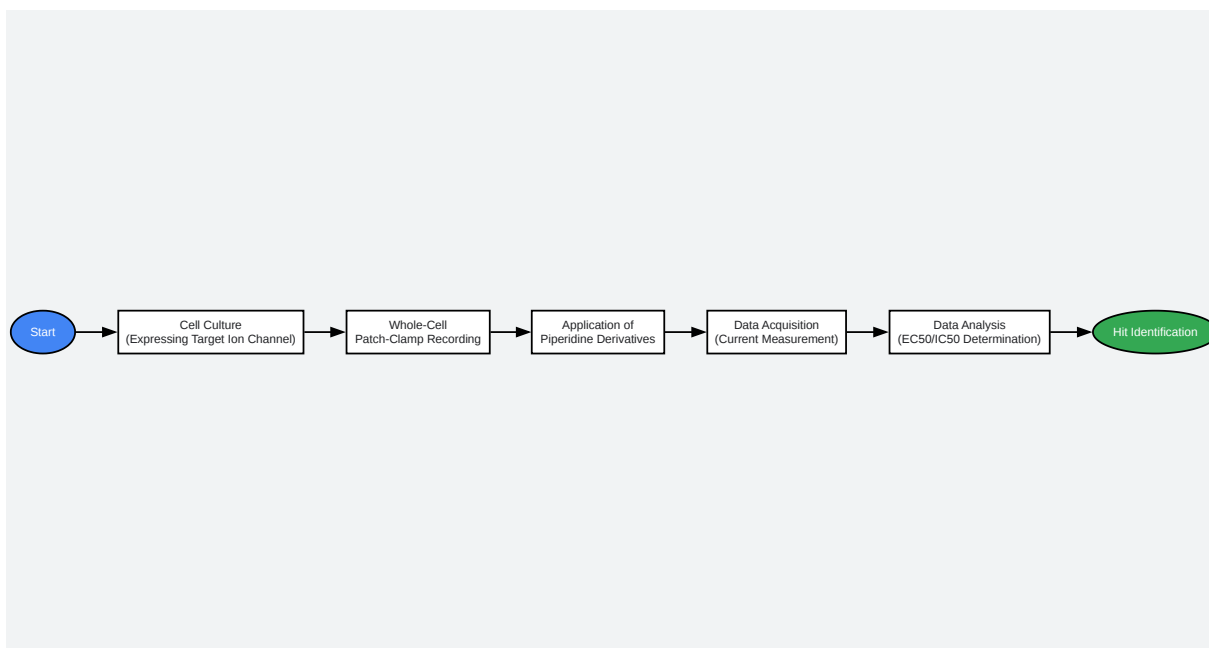 Start
Cell Culture
(Expressing Target Ion Channel)
Whole-Cell
Patch-Clamp Recording
Application of
Piperidine Derivatives
Data Acquisition
(Current Measurement)
Data Analysis
(EC50/IC50 Determination)
Hit Identification